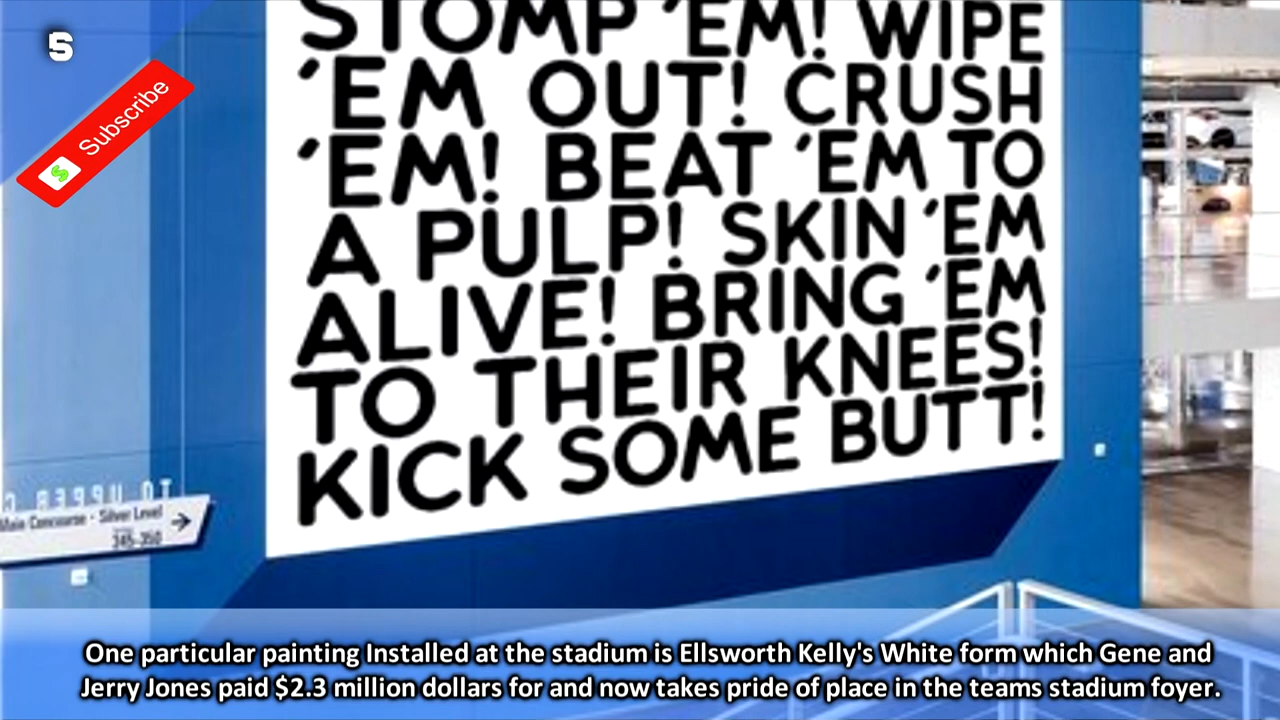 5
Subscribe
S
STOMP ´EM! WIPE
´EM OUT! CRUSH
´EM! BEAT ´EM TO
A PULP! SKIN ´EM
ALIVE! BRING ´EM
TO THEIR KNEES!
KICK SOME BUTT!
TO UPPER C
Main Concourse - Silver Level
345-350
One particular painting Installed at the stadium is Ellsworth Kelly's White form which Gene and
Jerry Jones paid $2.3 million dollars for and now takes pride of place in the teams stadium foyer.